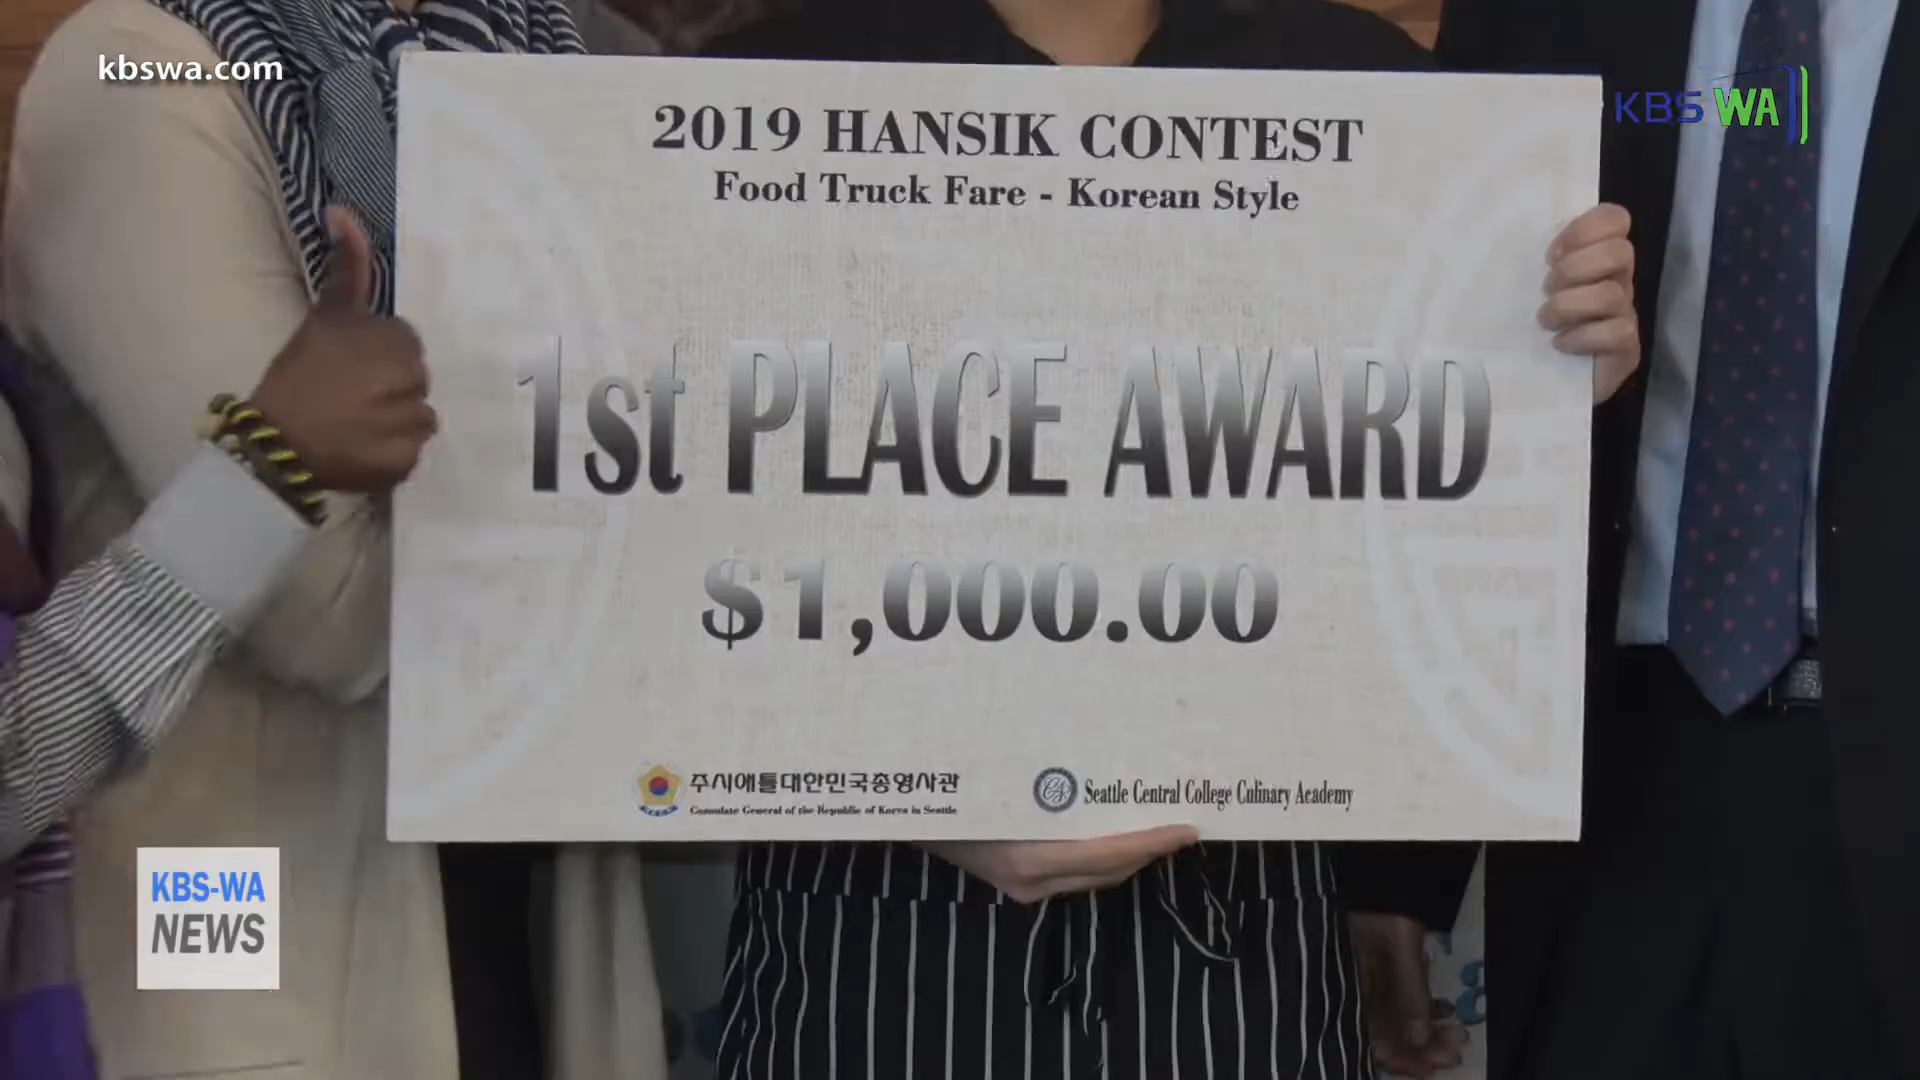 kbswa.com
KBS WA
2019 HANSIK CONTEST
Food Truck Fare - Korean Style
1st PLACE AWARD
$1,000.00
주시애틀대한민국총영사관
Consulate General of the Republic of Korea in Seattle
Seattle Central College Culinary Academy
KBS-WA
NEWS